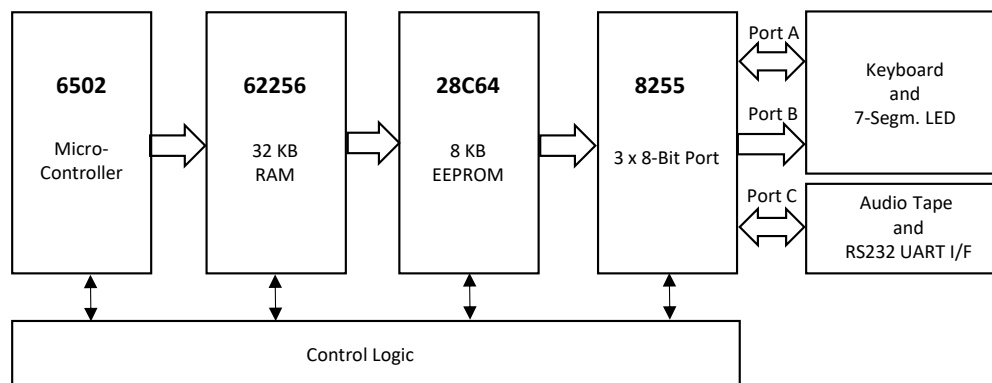 6502
Micro-
Controller
62256
32 KB
RAM
28C64
8 KB
EEPROM
8255
3 x 8-Bit Port
Port A
Port B
Port C
Keyboard
and
7-Segm. LED
Audio Tape
and
RS232 UART I/F
Control Logic